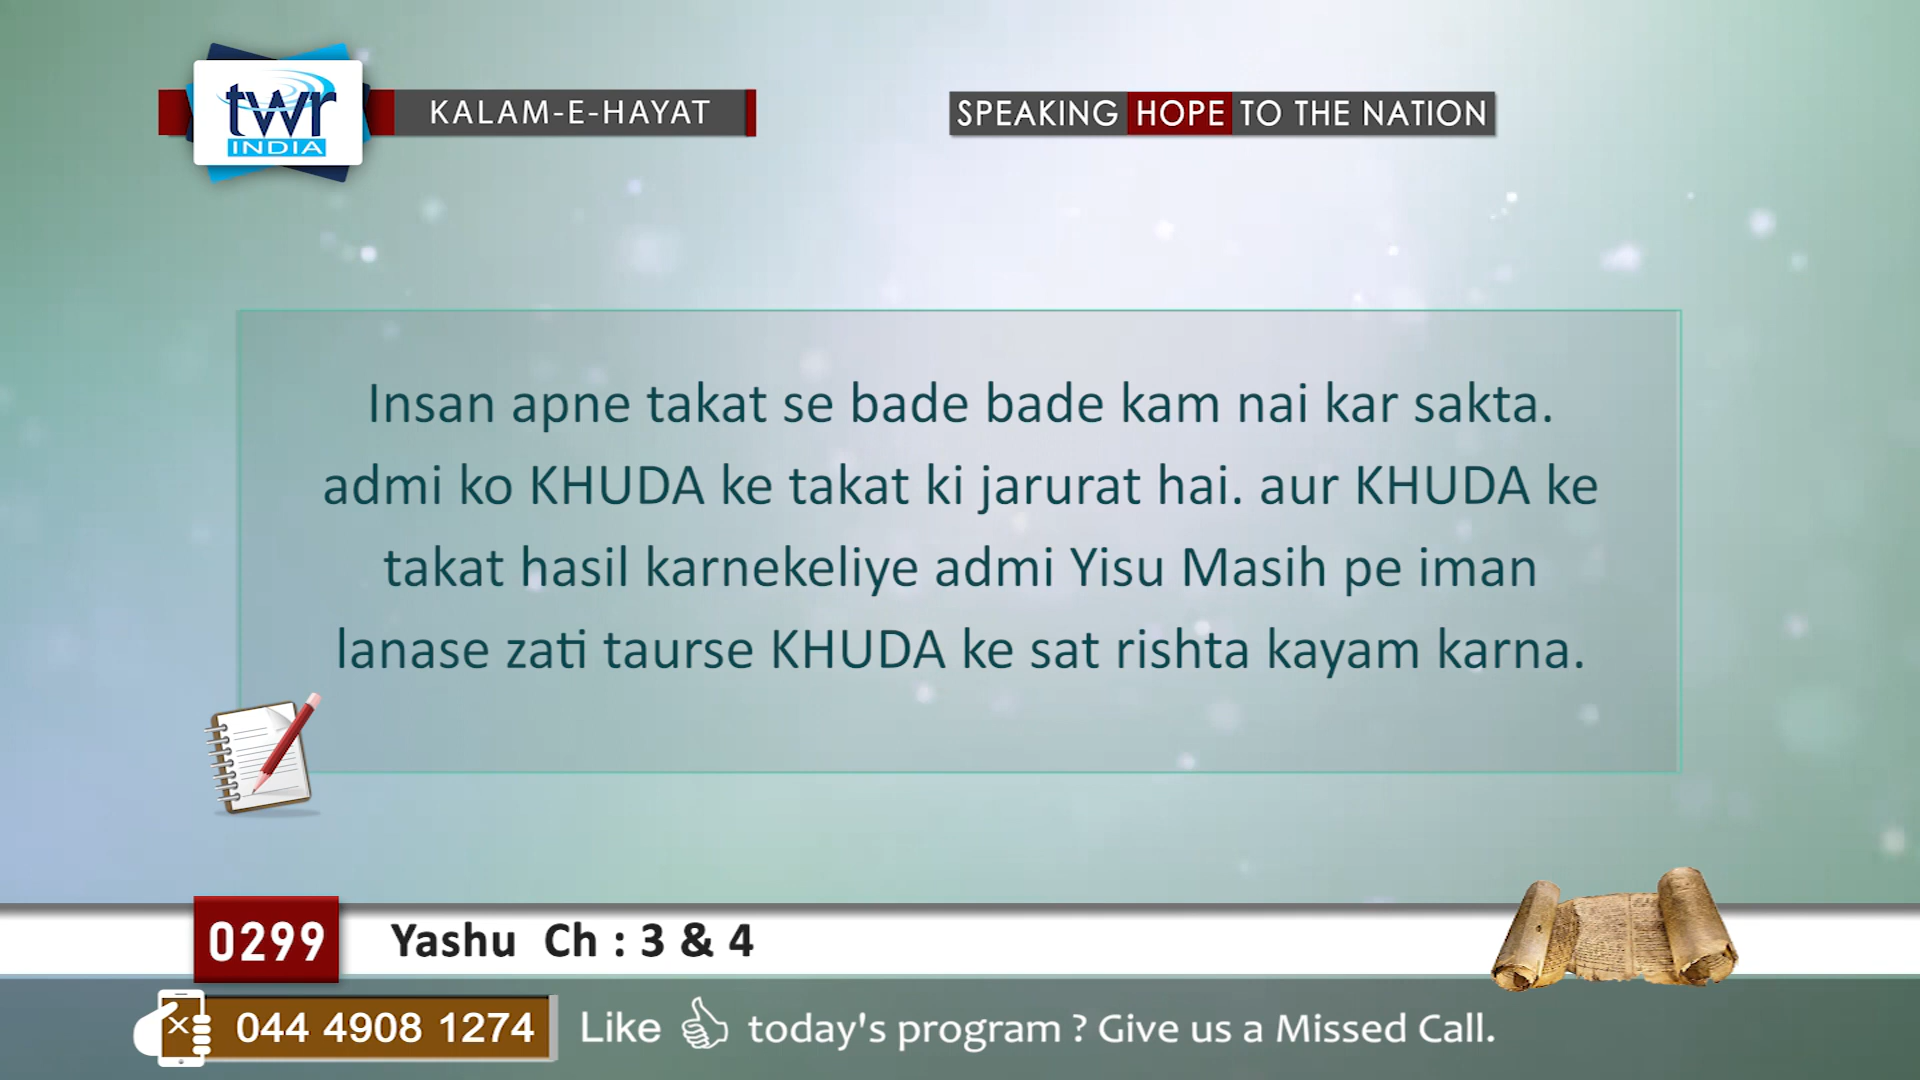 twr
INDIA
KALAM-E-HAYAT
SPEAKING HOPE TO THE NATION
Insan apne takat se bade bade kam nai kar sakta.
admi ko KHUDA ke takat ki jarurat hai. aur KHUDA ke
takat hasil karnekeliye admi Yisu Masih pe iman
lanase zati taurse KHUDA ke sat rishta kayam karna.
0299 Yashu Ch : 3 & 4
044 4908 1274 Like today's program ? Give us a Missed Call.